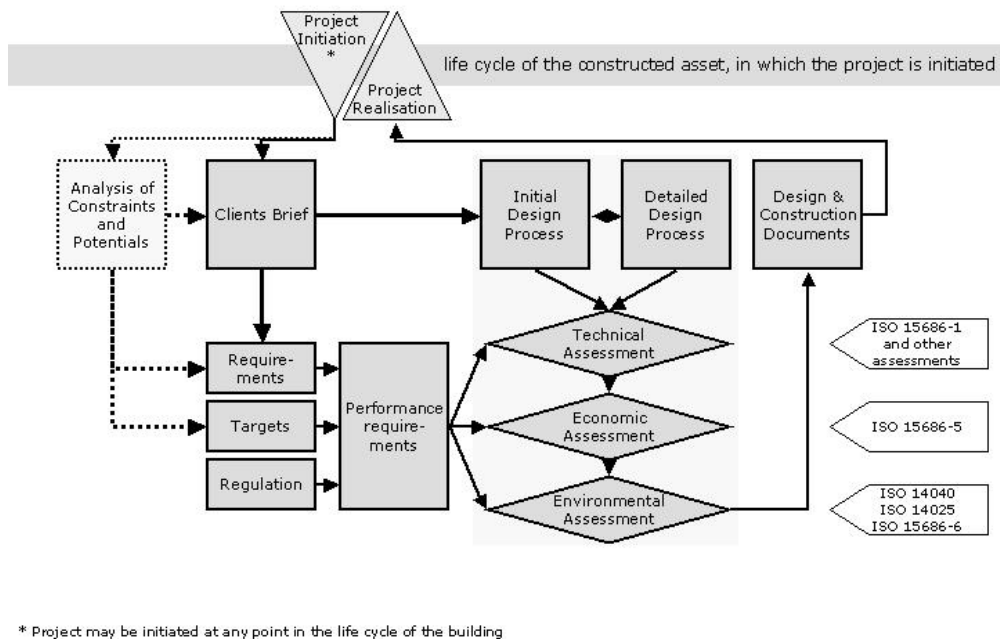 Project
Initiation
*
life cycle of the constructed asset, in which the project is initiated
Project
Realisation
Analysis of
Constraints
and
Potentials
Clients Brief
Initial
Design
Process
Detailed
Design
Process
Design &
Construction
Documents
Require-
ments
Targets
Regulation
Performance
require-
ments
Technical
Assessment
Economic
Assessment
Environmental
Assessment
ISO 15686-1
and other
assessments
ISO 15686-5
ISO 14040
ISO 14025
ISO 15686-6
* Project may be initiated at any point in the life cycle of the building